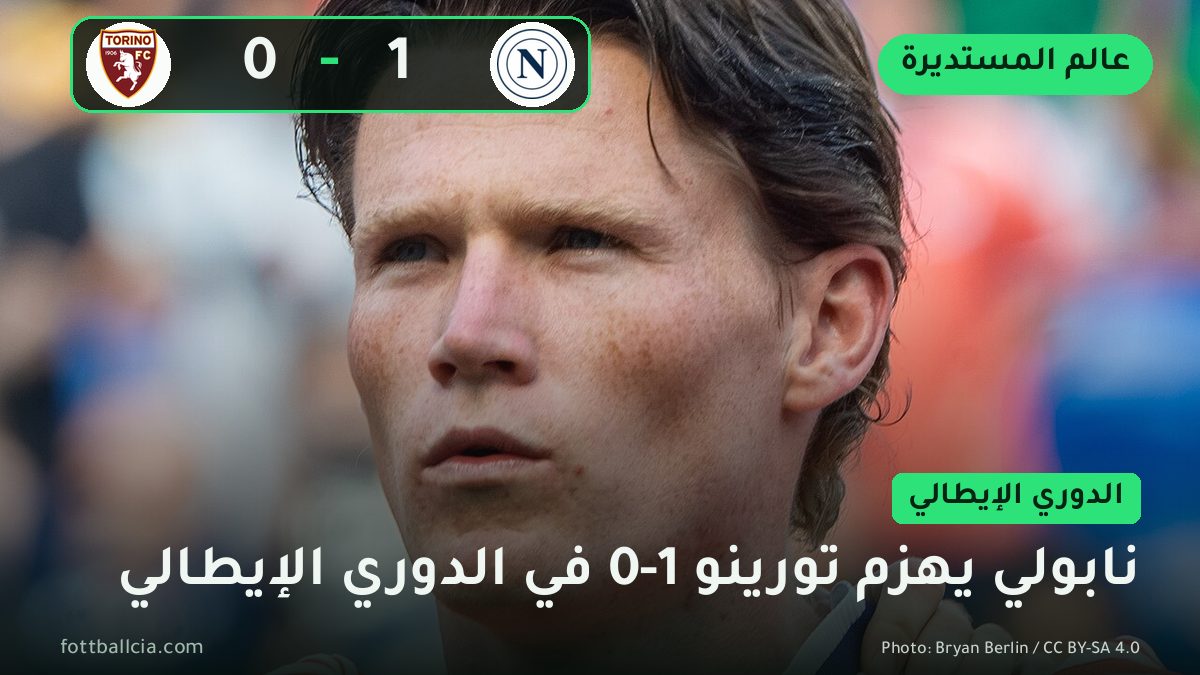 عالم المستديرة
1 - 0
N
TORINO
1906 FC
الدوري الإيطالي
نابولي يهزم تورينو 1-0 في الدوري الإيطالي
fottballcia.com
Photo: Bryan Berlin / CC BY-SA 4.0